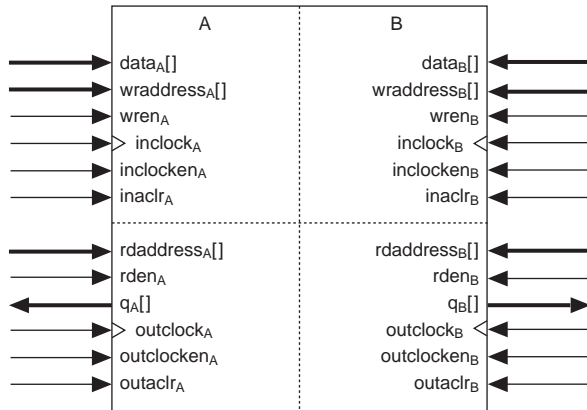 A B
dataA[] dataB[]
wraddressA[] wraddressB[]
wrenA wrenB
inclockA inclockB
inclockenA inclockenB
inaclrA inaclrB
rdaddressA[] rdaddressB[]
rdenA rdenB
qA[] qB[]
outclockA outclockB
outclockenA outclockenB
outaclrA outaclrB